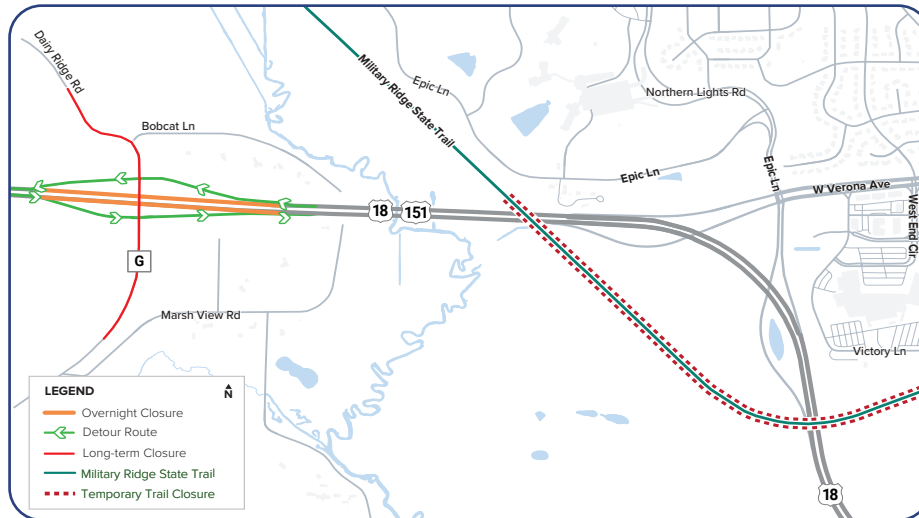 Dairy Ridge Rd
Bobcat Ln
Military Ridge State Trail
Epic Ln
Northern Lights Rd
Epic Ln
Epic Ln
W Verona Ave
West End Cir
18 151
G
Marsh View Rd
Victory Ln
18
LEGEND
N
Overnight Closure
Detour Route
Long-term Closure
Military Ridge State Trail
Temporary Trail Closure